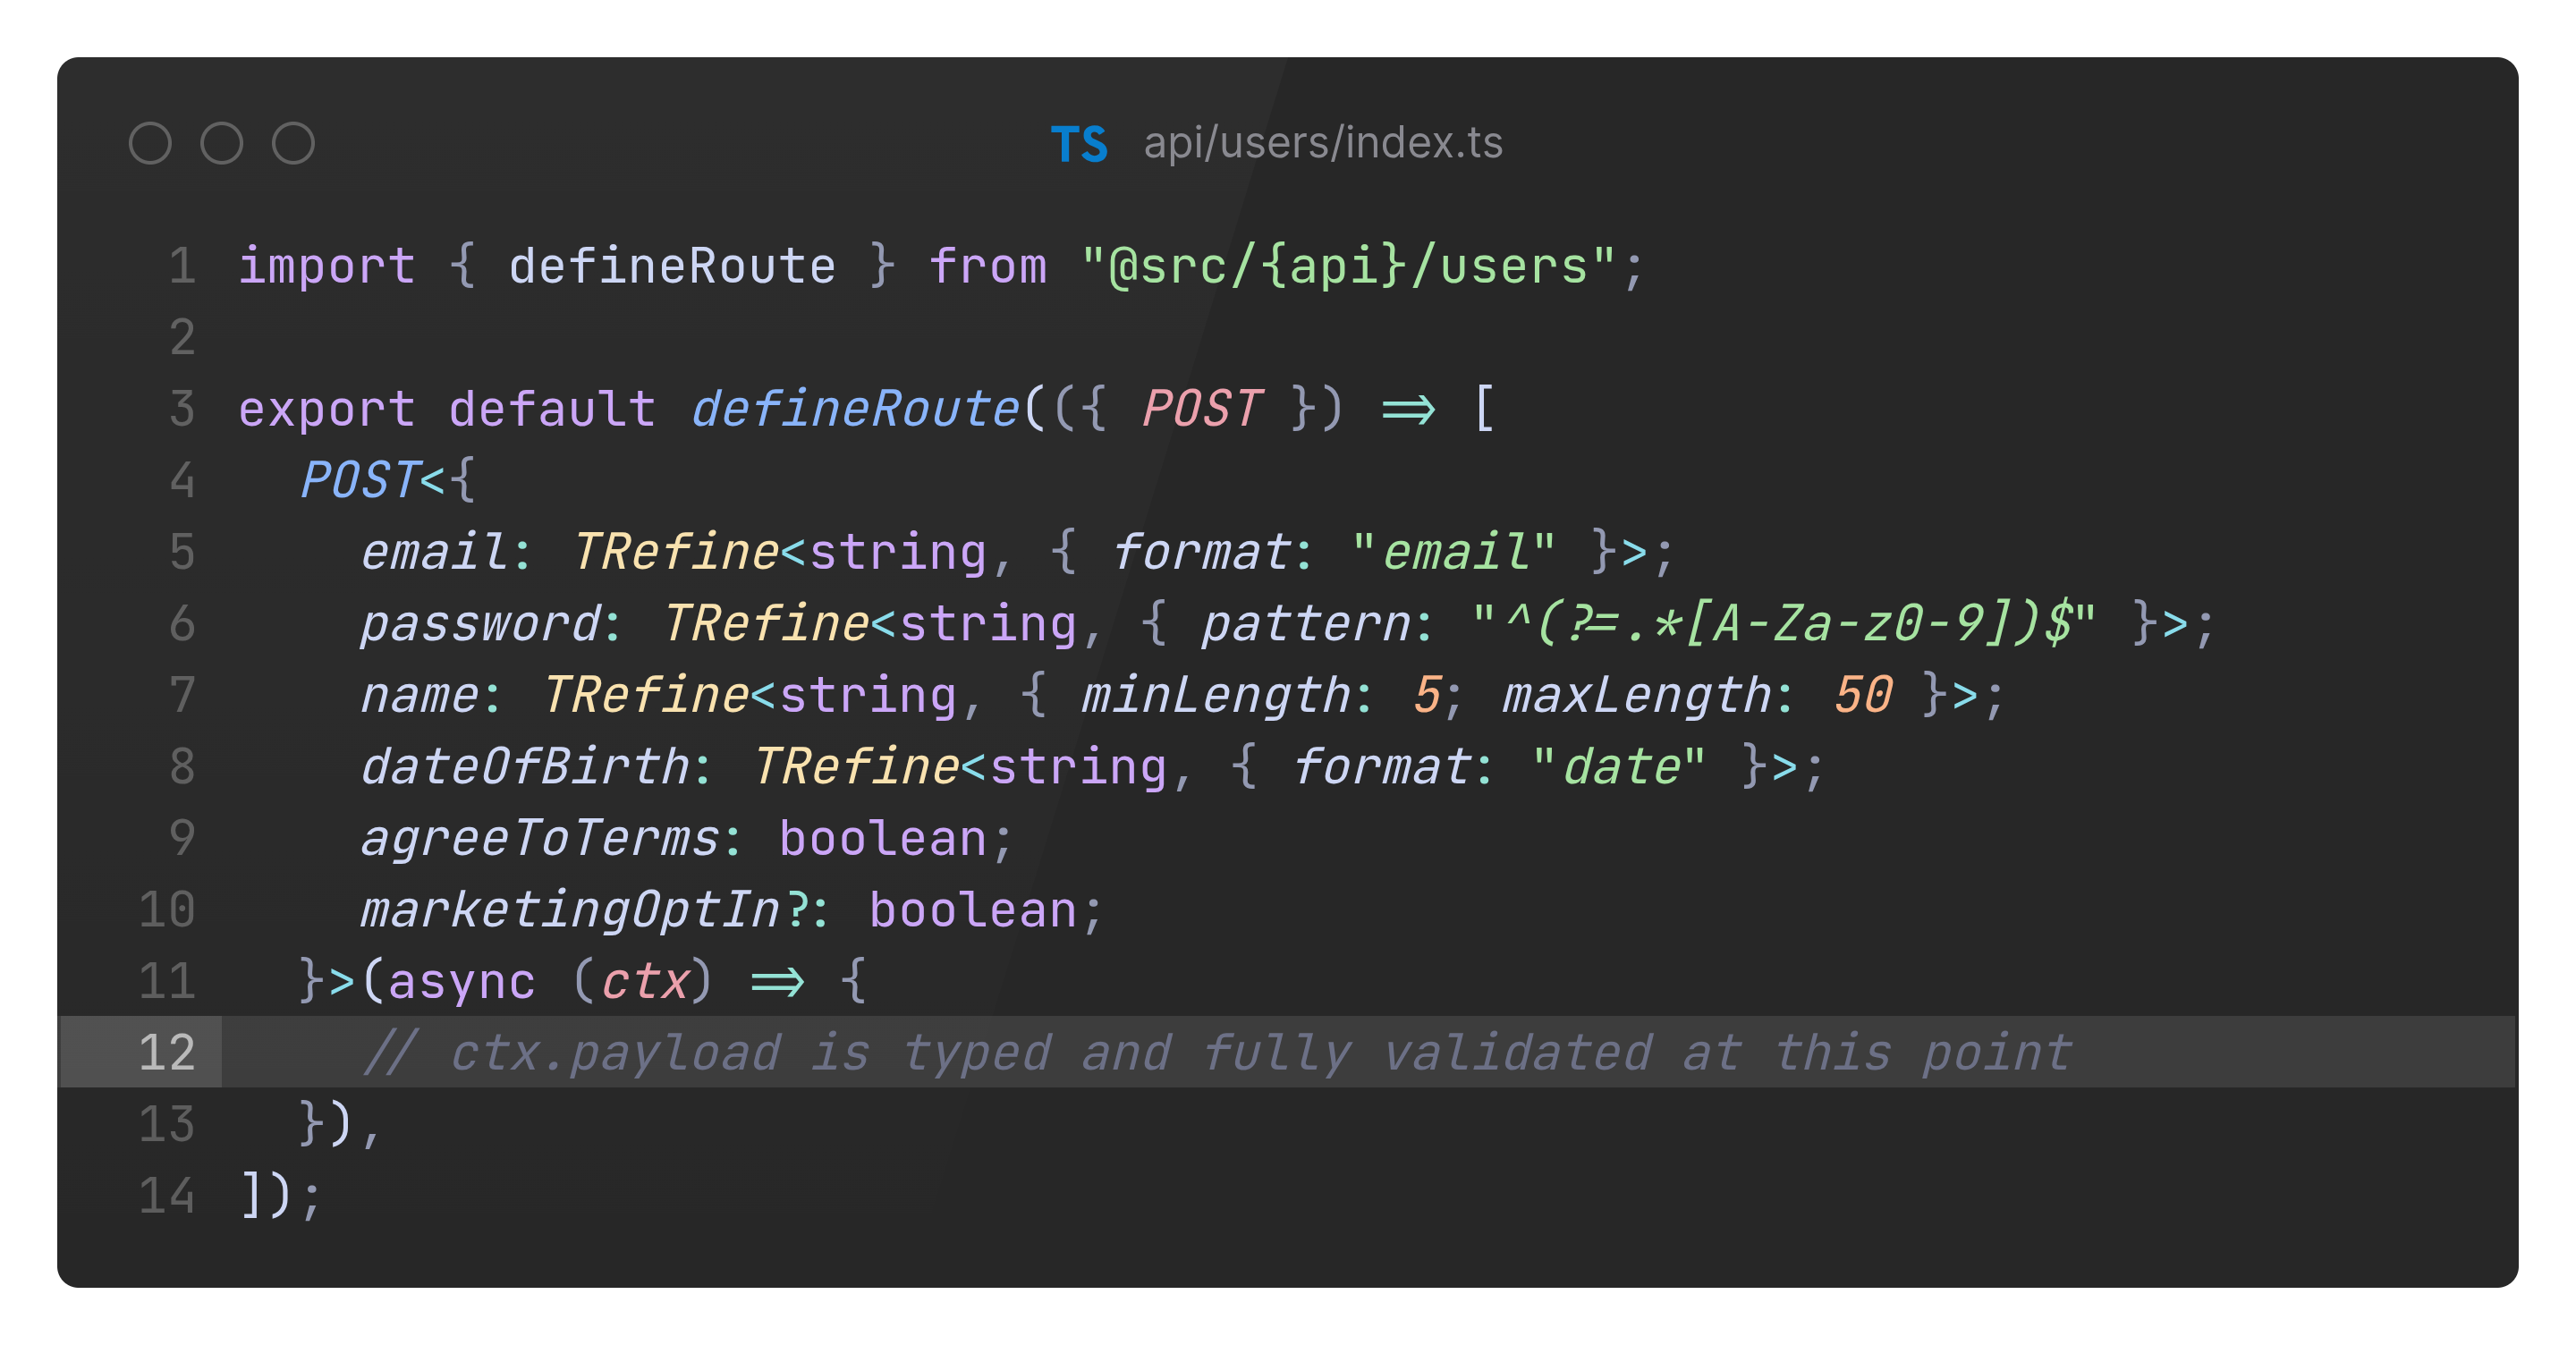 TS api/users/index.ts
1 import { defineRoute } from "@src/{api}/users";
2
3 export default defineRoute(({ POST }) => [
4   POST<{
5     email: TRefine<string, { format: "email" }>;
6     password: TRefine<string, { pattern: "^(?=.*[A-Za-z0-9])$" }>;
7     name: TRefine<string, { minLength: 5; maxLength: 50 }>;
8     dateOfBirth: TRefine<string, { format: "date" }>;
9     agreeToTerms: boolean;
10     marketingOptIn?: boolean;
11   }>(async (ctx) => {
12     // ctx.payload is typed and fully validated at this point
13   }),
14 ]);